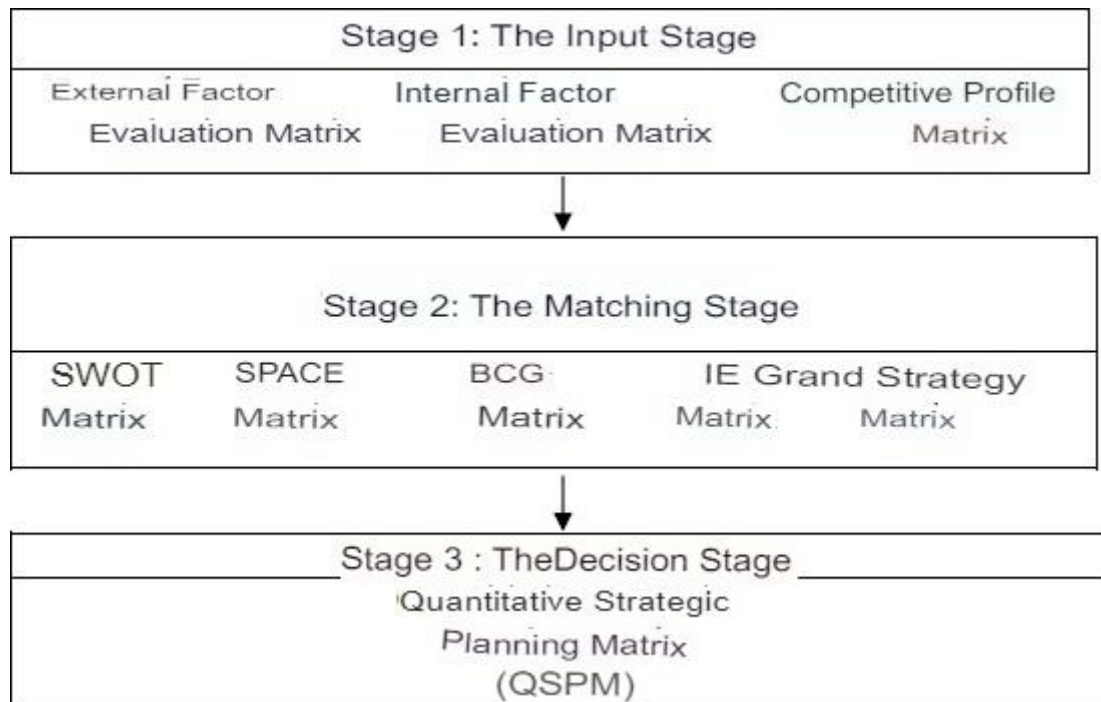 Stage 1: The Input Stage
External Factor Internal Factor Competitive Profile
Evaluation Matrix Evaluation Matrix Matrix
Stage 2: The Matching Stage
SWOT SPACE BCG IE Grand Strategy
Matrix Matrix Matrix Matrix Matrix
Stage 3 : TheDecision Stage
Quantitative Strategic
Planning Matrix
(QSPM)